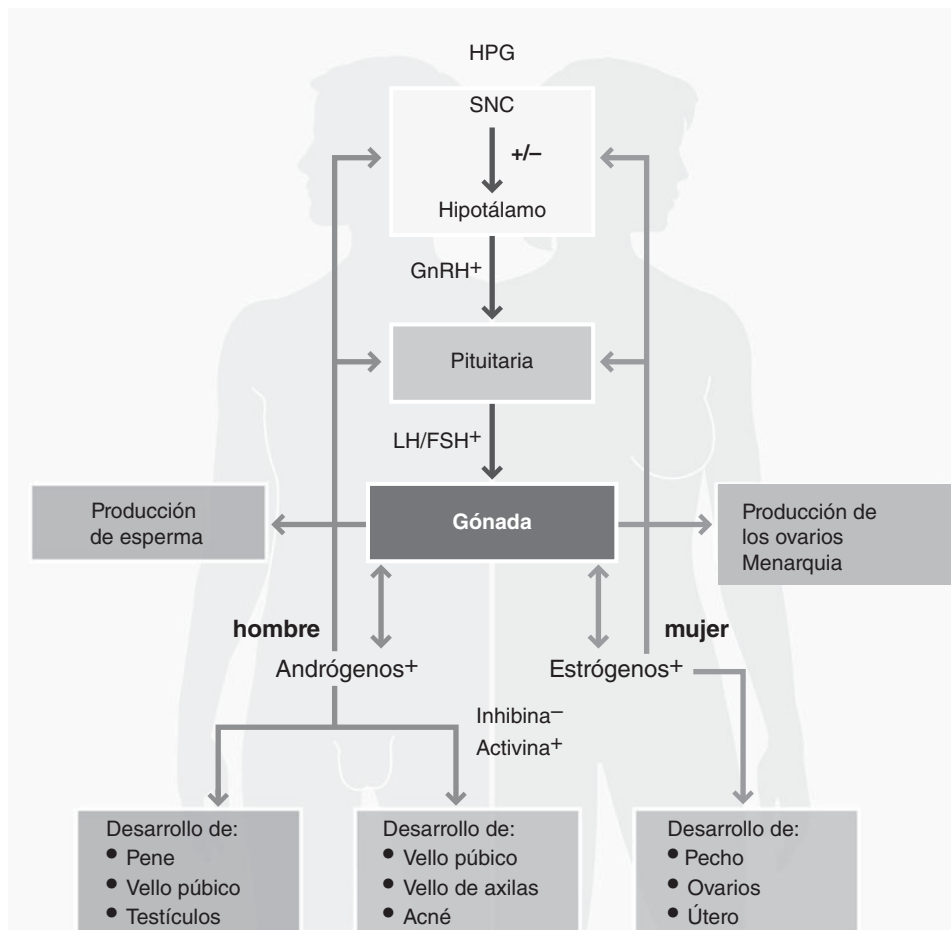 HPG
SNC
+/–
Hipotálamo
GnRH+
Pituitaria
LH/FSH+
Producción
de esperma
Gónada
Producción de
los ovarios
Menarquia
hombre
mujer
Andrógenos+
Estrógenos+
Inhibina–
Activina+
Desarrollo de:
• Pene
• Vello púbico
• Testículos
Desarrollo de:
• Vello púbico
• Vello de axilas
• Acné
Desarrollo de:
• Pecho
• Ovarios
• Útero